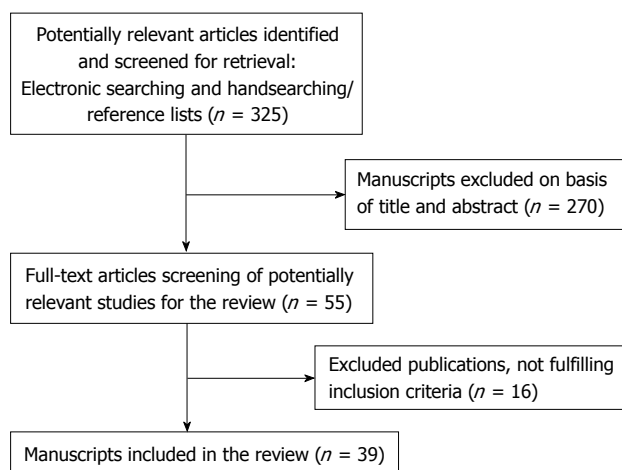 Potentially relevant articles identified
and screened for retrieval:
Electronic searching and handsearching/
reference lists (n = 325)
Manuscripts excluded on basis
of title and abstract (n = 270)
Full-text articles screening of potentially
relevant studies for the review (n = 55)
Excluded publications, not fulfilling
inclusion criteria (n = 16)
Manuscripts included in the review (n = 39)